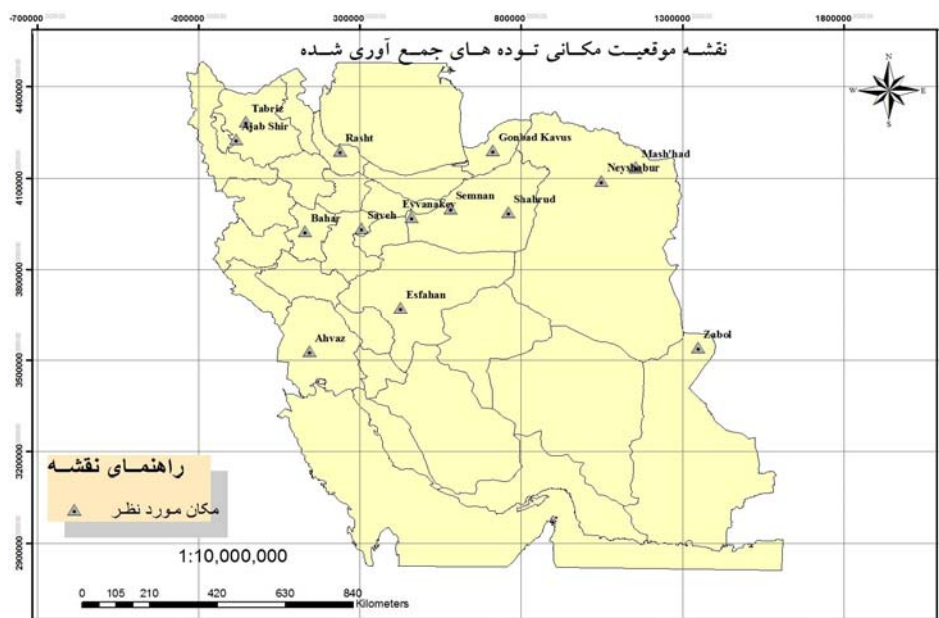 -700000 -200000 300000 800000 1300000 1800000
نقشه موقعیت مکانی توده های جمع آوری شده
N
W E
S
4400000
4100000
3800000
3500000
3200000
2900000
Tabriz
Ajab Shir
Rasht
Gonbad Kavus
Mash'had
Neyshabur
Semnan
Shahrud
Eyvanakey
Saveh
Bahar
Esfahan
Ahvaz
Zabol
راهنمای نقشه
مکان مورد نظر
1:10,000,000
0 105 210 420 630 840
Kilometers